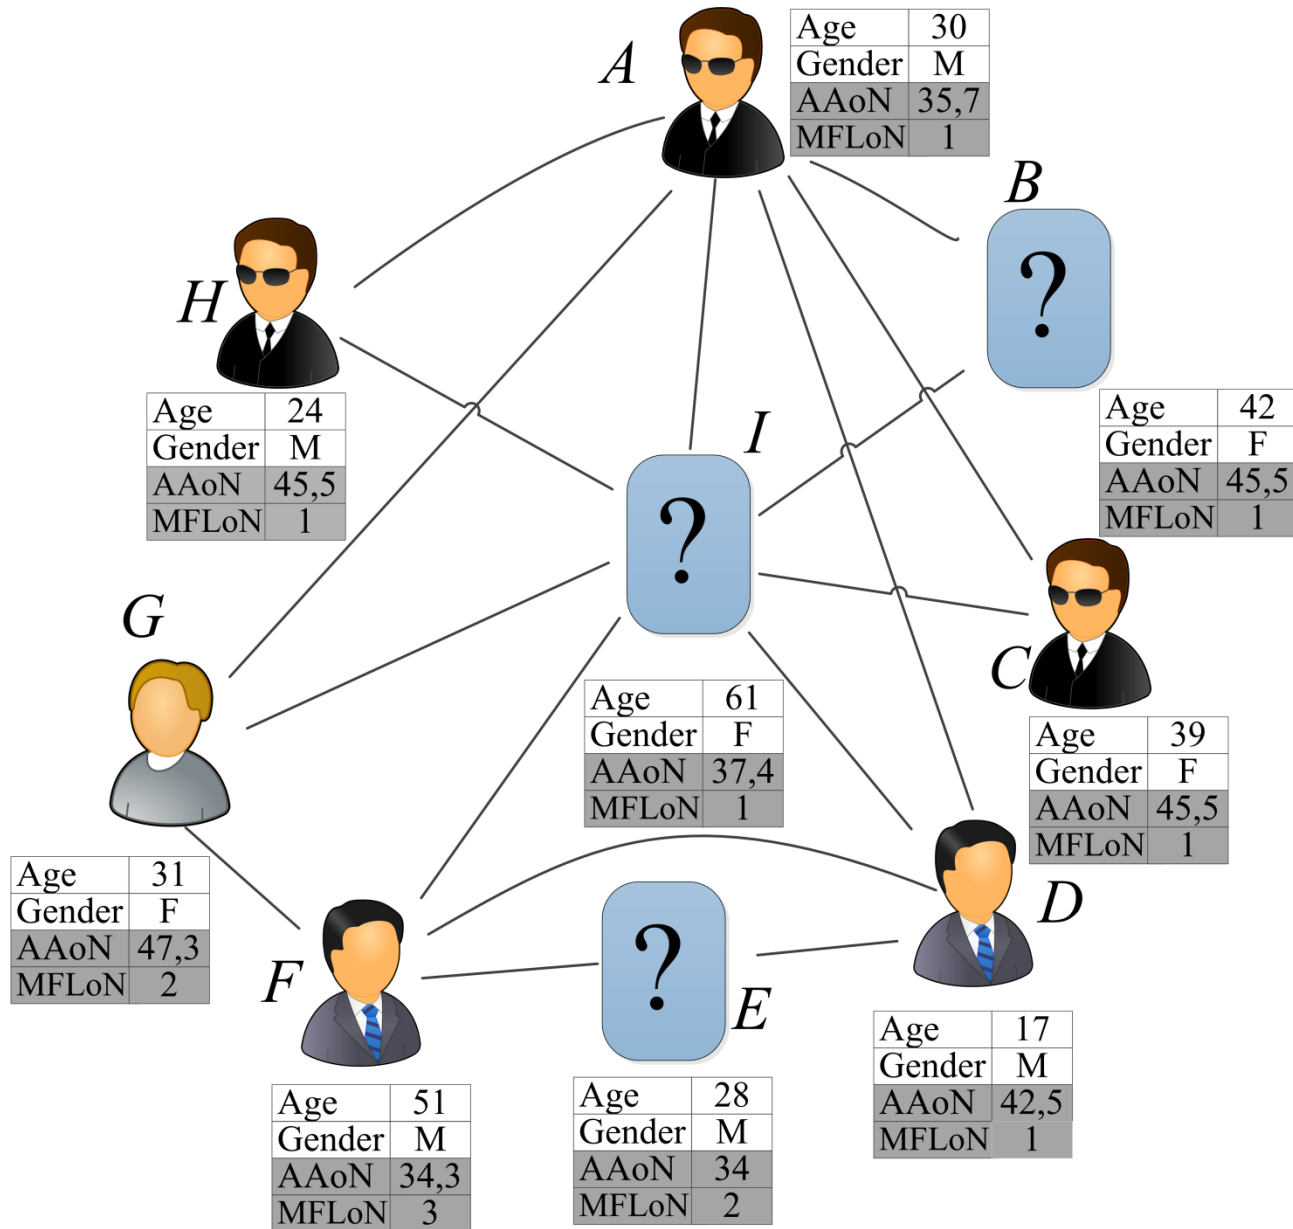 A
Age 30
Gender M
AAoN 35,7
MFLoN 1
B
?
Age 42
Gender F
AAoN 45,5
MFLoN 1
H
Age 24
Gender M
AAoN 45,5
MFLoN 1
I
?
Age 61
Gender F
AAoN 37,4
MFLoN 1
C
Age 39
Gender F
AAoN 45,5
MFLoN 1
G
Age 31
Gender F
AAoN 47,3
MFLoN 2
F
Age 51
Gender M
AAoN 34,3
MFLoN 3
?
E
Age 28
Gender M
AAoN 34
MFLoN 2
D
Age 17
Gender M
AAoN 42,5
MFLoN 1